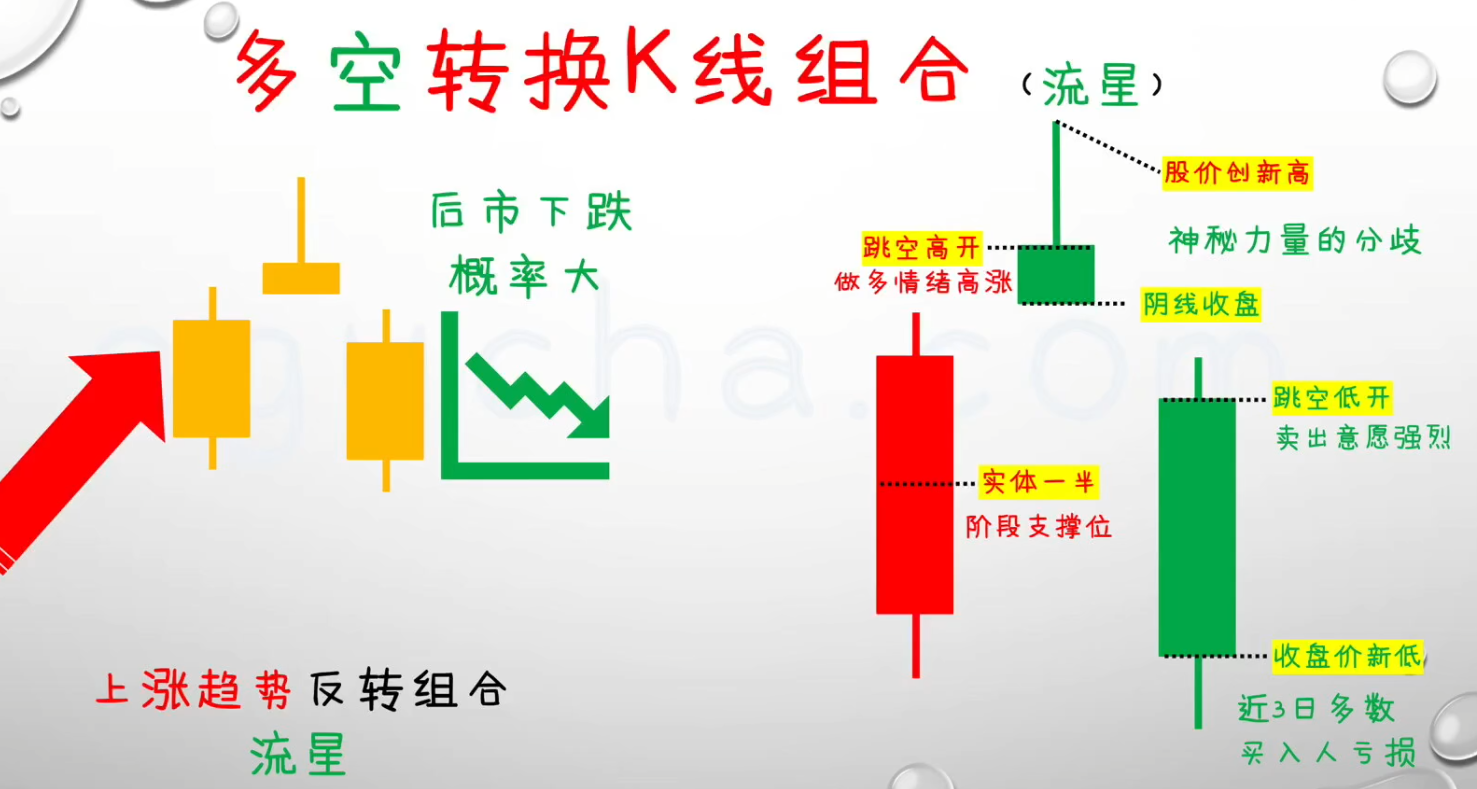 多空转换K线组合（流星）
后市下跌
概率大
上涨趋势反转组合
流星
股价创新高
神秘力量的分歧
跳空高开
做多情绪高涨
阴线收盘
实体一半
阶段支撑位
跳空低开
卖出意愿强烈
收盘价新低
近3日多数
买入人亏损